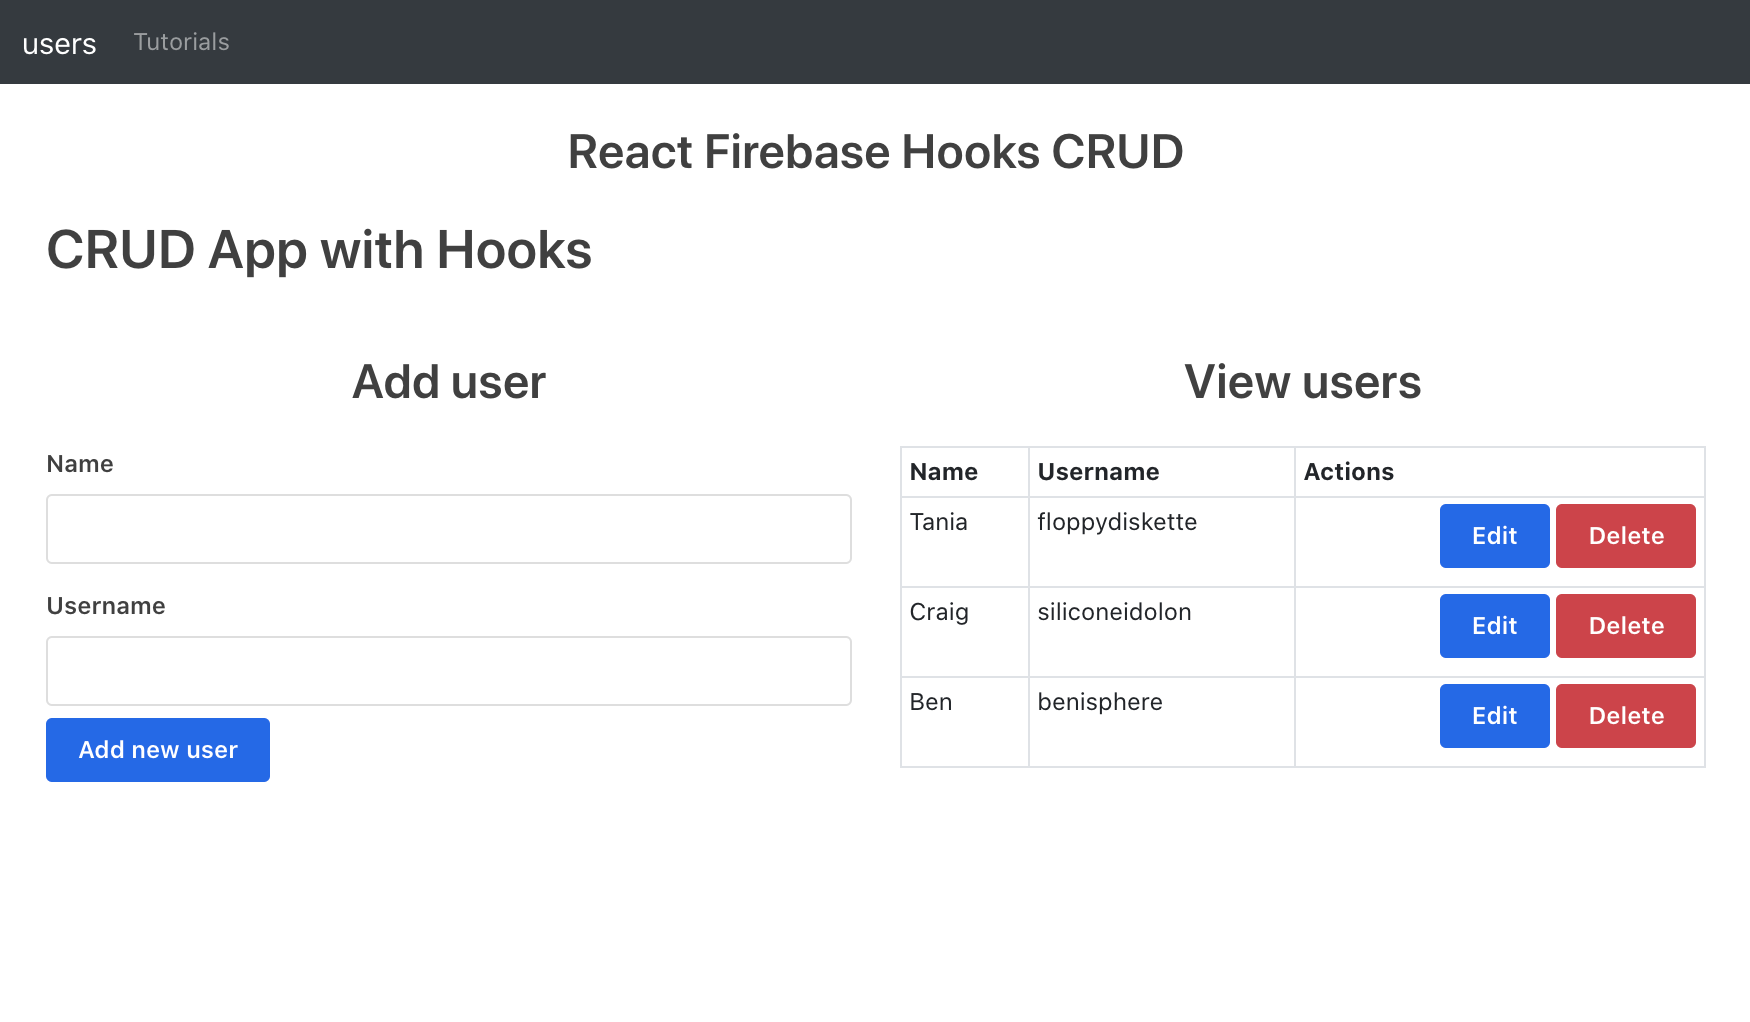 users Tutorials
React Firebase Hooks CRUD
CRUD App with Hooks
Add user
Name
Username
Add new user
View users
Name Username Actions
Tania floppydiskette Edit Delete
Craig siliconeidolon Edit Delete
Ben benisphere Edit Delete